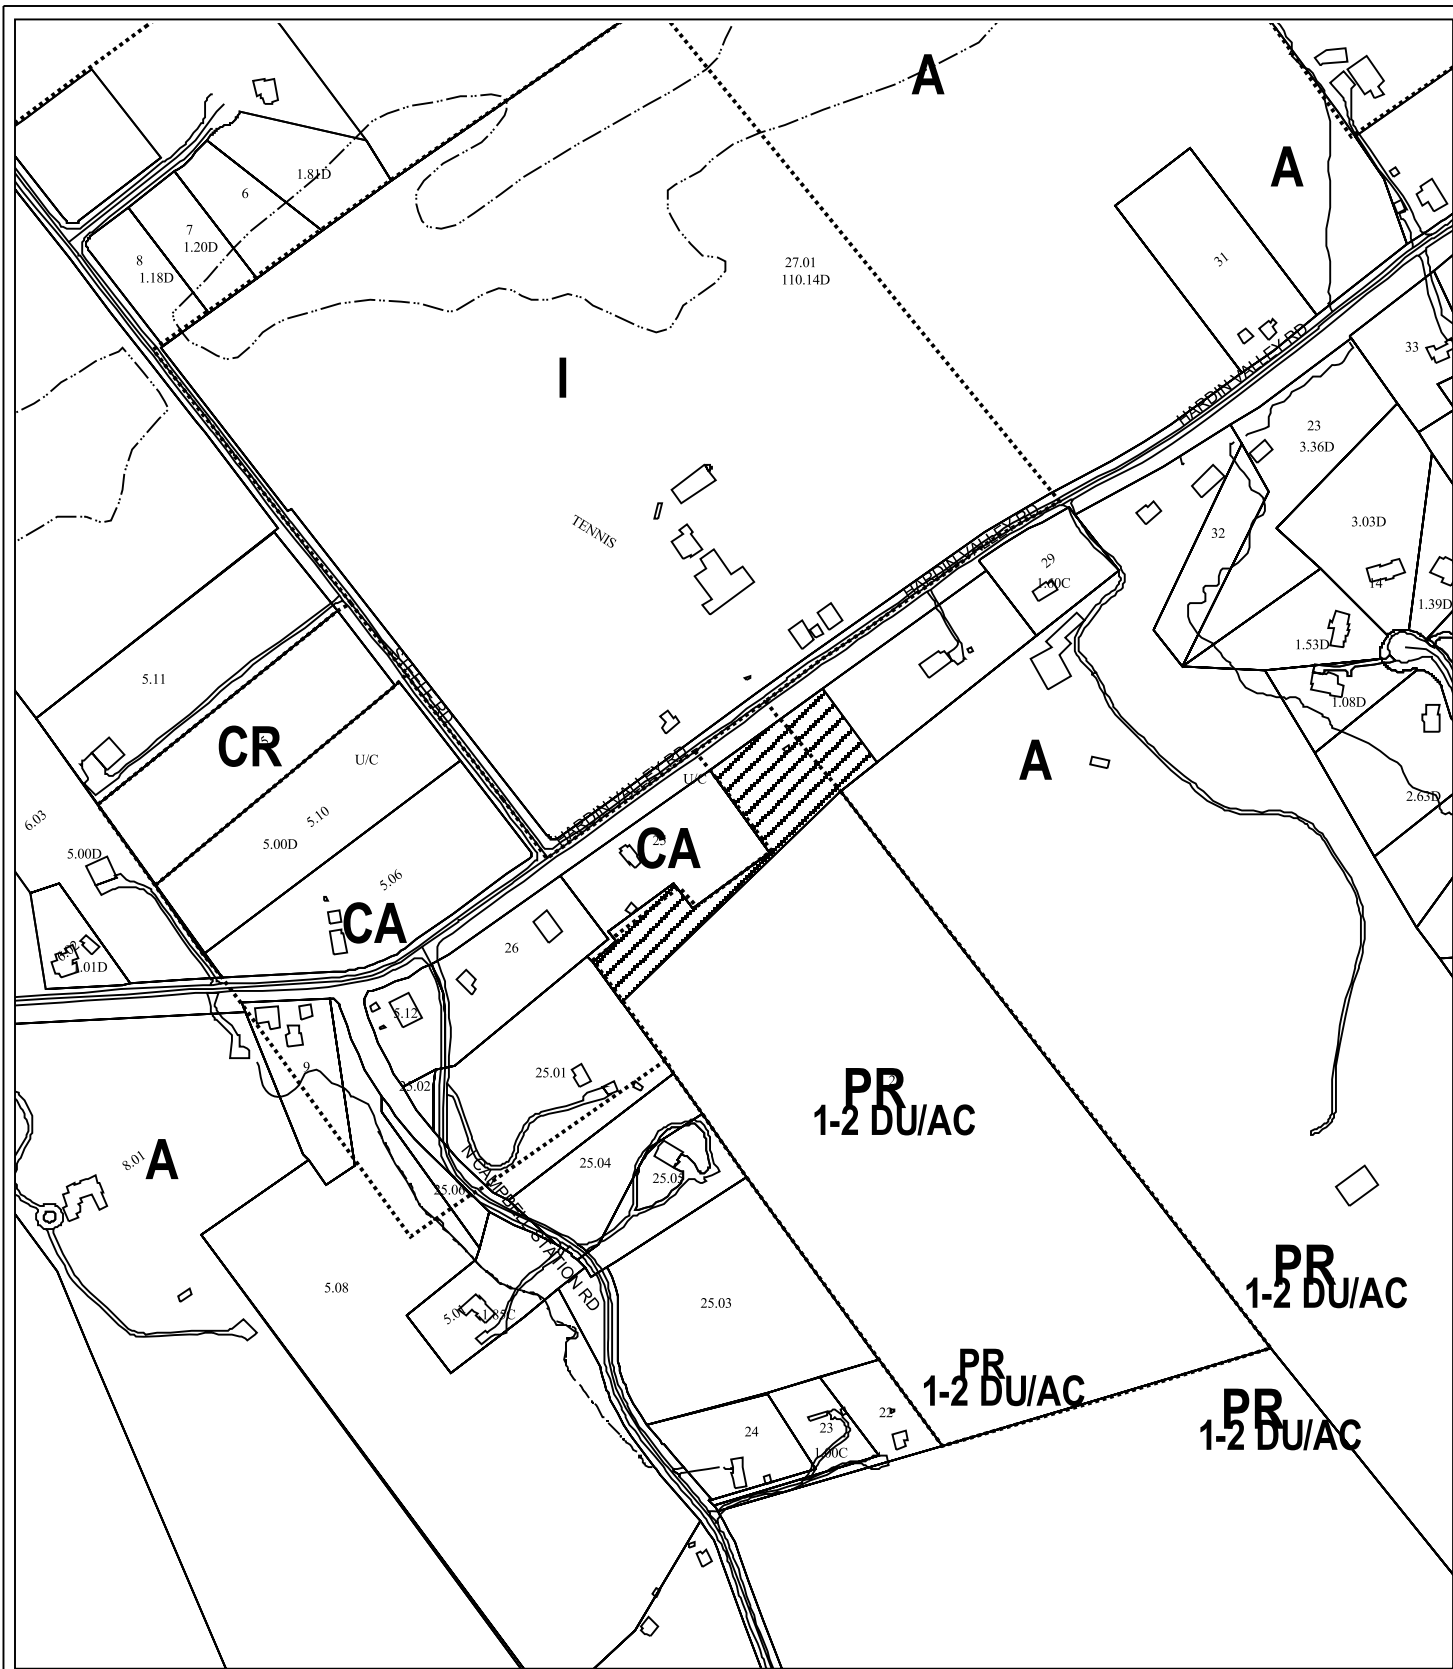 A
A
1.81D
6
7
1.20D
8
1.18D
27.01
110.14D
31
33
HARDIN VALLEY RD
I
23
3.36D
TENNIS
3.03D
32
HARDIN VALLEY RD
29
1.00C
14
1.39D
1.53D
5.11
1.08D
CR
U/C
A
HARDIN VALLEY RD
U/C
2.63D
6.03
5.10
5.00D
5.00D
CA
25
5.06
CA
26
1.01D
5.12
9
25.02
25.01
PR
1-2 DU/AC
8.01
A
N CAMPBELL STATION RD
25.04
25.05
25.06
5.08
PR
1-2 DU/AC
25.03
1.85C
PR
1-2 DU/AC
PR
1-2 DU/AC
22
23
24
1.00C